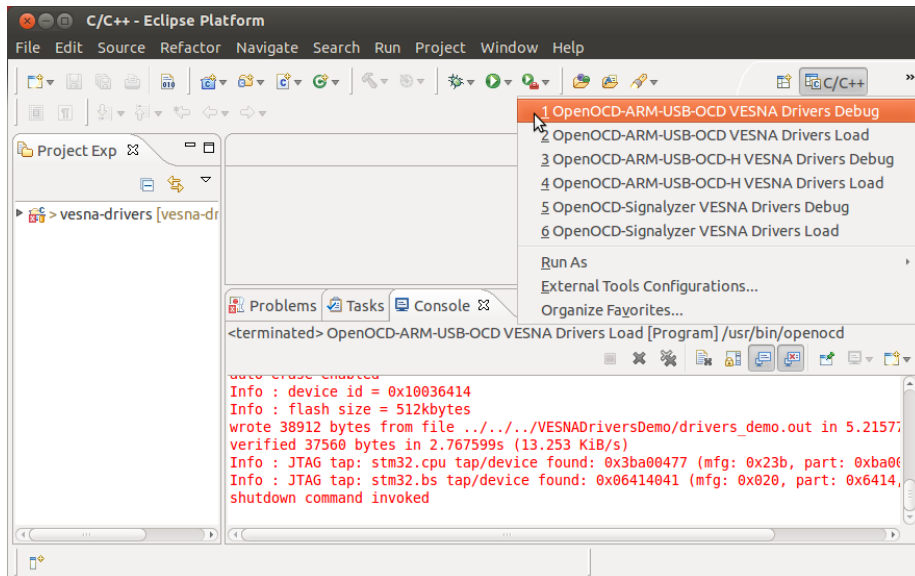 C/C++ - Eclipse Platform
File Edit Source Refactor Navigate Search Run Project Window Help
C/C++ »
1 OpenOCD-ARM-USB-OCD VESNA Drivers Debug
2 OpenOCD-ARM-USB-OCD VESNA Drivers Load
3 OpenOCD-ARM-USB-OCD-H VESNA Drivers Debug
4 OpenOCD-ARM-USB-OCD-H VESNA Drivers Load
5 OpenOCD-Signalyzer VESNA Drivers Debug
6 OpenOCD-Signalyzer VESNA Drivers Load
Run As
External Tools Configurations...
Organize Favorites...
Project Exp
> vesna-drivers [vesna-dr
Problems Tasks Console
<terminated> OpenOCD-ARM-USB-OCD VESNA Drivers Load [Program] /usr/bin/openocd
auto erase enabled
Info : device id = 0x10036414
Info : flash size = 512kbytes
wrote 38912 bytes from file ../../../VESNADriversDemo/drivers_demo.out in 5.21577
verified 37560 bytes in 2.767599s (13.253 KiB/s)
Info : JTAG tap: stm32.cpu tap/device found: 0x3ba00477 (mfg: 0x23b, part: 0xba00
Info : JTAG tap: stm32.bs tap/device found: 0x06414041 (mfg: 0x020, part: 0x6414,
shutdown command invoked